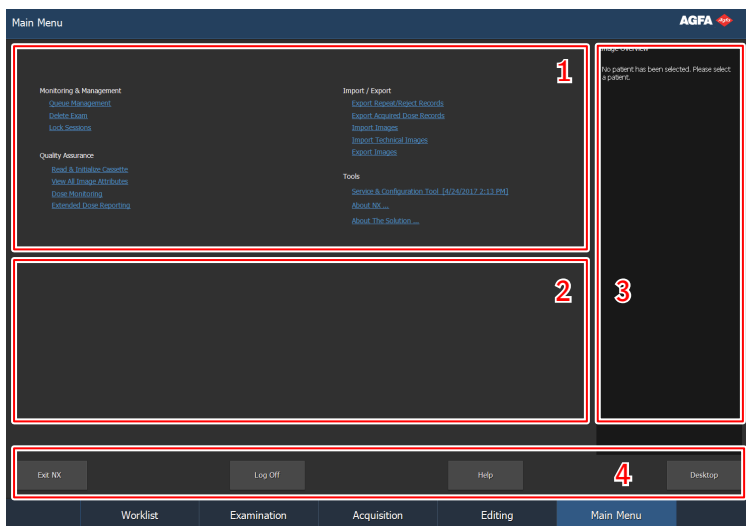 Main Menu
AGFA
1
Image Overview
No patient has been selected. Please select
a patient.
Monitoring & Management
Queue Management
Delete Exam
Lock Sessions
Quality Assurance
Read & Initialize Cassette
View All Image Attributes
Dose Monitoring
Extended Dose Reporting
Import / Export
Export Repeat/Reject Records
Export Acquired Dose Records
Import Images
Import Technical Images
Export Images
Tools
Service & Configuration Tool [4/24/2017 2:13 PM]
About NX ...
About The Solution ...
2
3
4
Exit NX
Log Off
Help
Desktop
Worklist
Examination
Acquisition
Editing
Main Menu